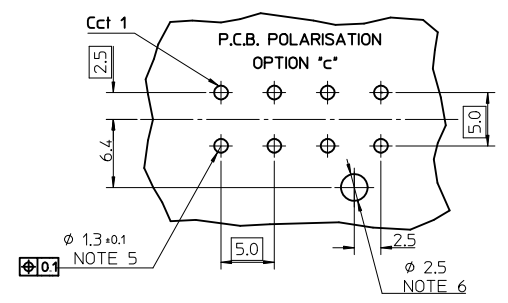 Cct 1
P.C.B. POLARISATION
OPTION "c"
2.5
5.0
6.4
ϕ 1.3 ±0.1
NOTE 5
⌖ 0.1
5.0
2.5
ϕ 2.5
NOTE 6